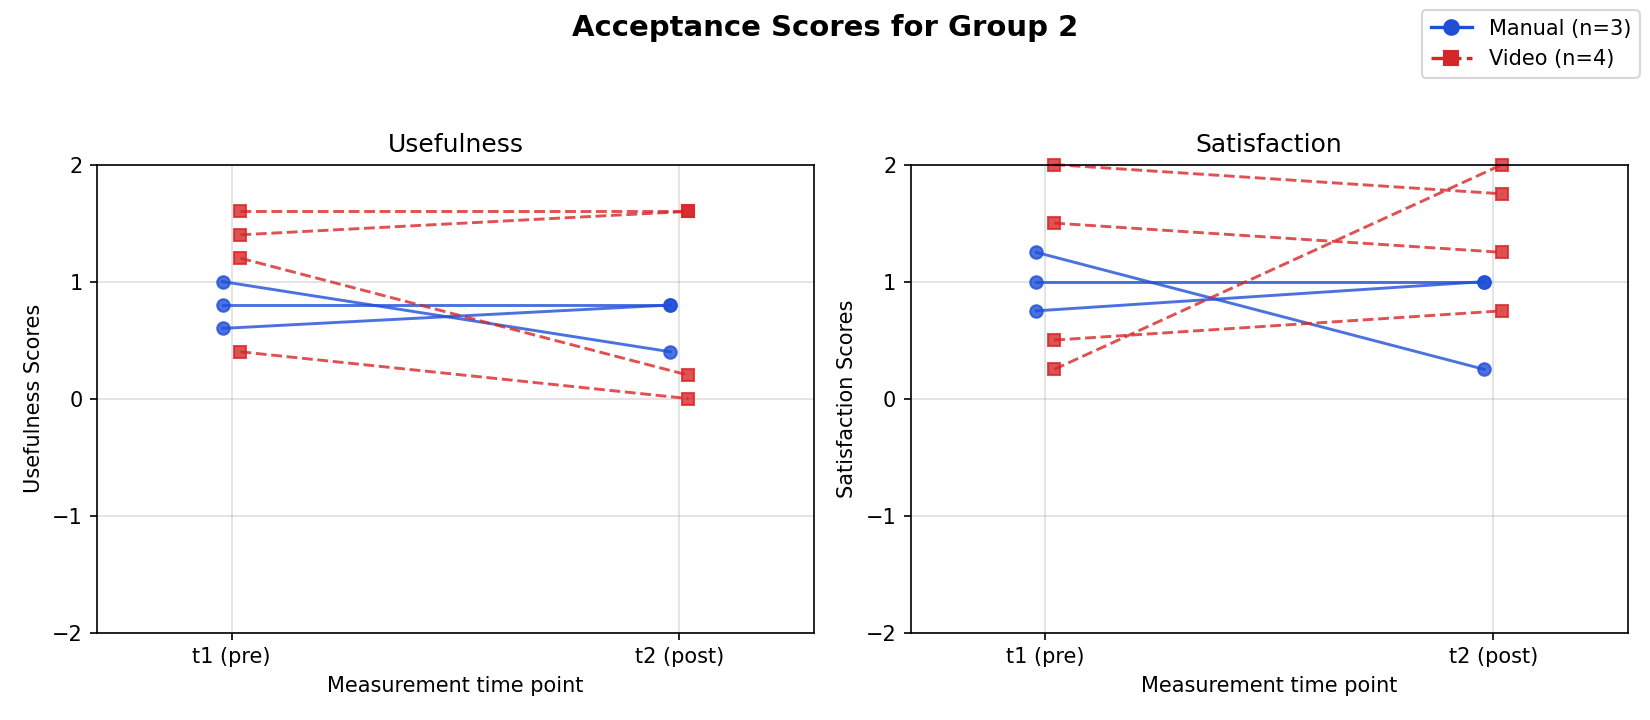 Acceptance Scores for Group 2
Manual (n=3)
Video (n=4)
Usefulness
2
1
0
−1
−2
Usefulness Scores
t1 (pre)
t2 (post)
Measurement time point
Satisfaction
2
1
0
−1
−2
Satisfaction Scores
t1 (pre)
t2 (post)
Measurement time point